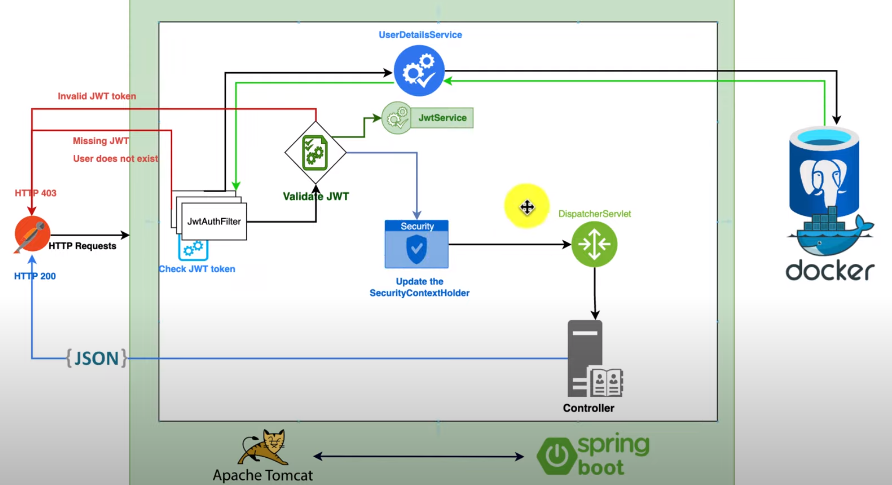 UserDetailsService
Invalid JWT token
JwtService
Missing JWT
User does not exist
Validate JWT
HTTP 403
JwtAuthFilter
HTTP Requests
Check JWT token
HTTP 200
Security
Update the
SecurityContextHolder
DispatcherServlet
docker
{JSON}
Controller
Apache Tomcat
spring
boot